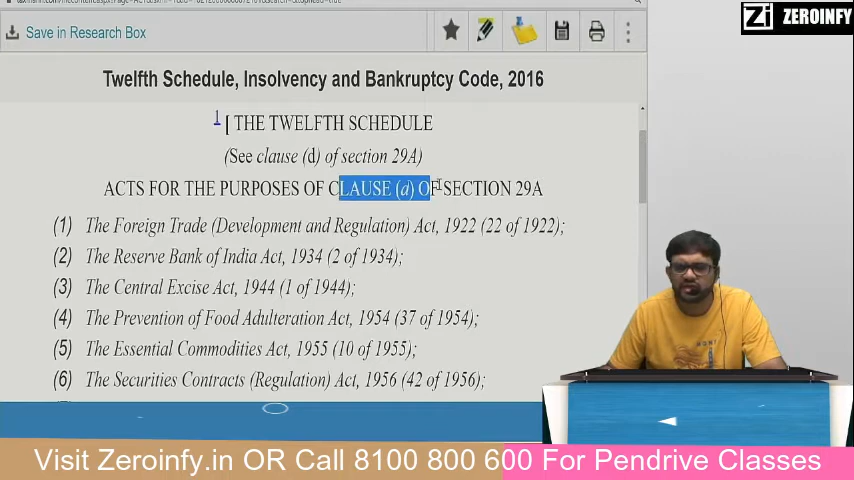 Zi ZEROINFY
Save in Research Box
Twelfth Schedule, Insolvency and Bankruptcy Code, 2016
1 [ THE TWELFTH SCHEDULE
(See clause (d) of section 29A)
ACTS FOR THE PURPOSES OF CLAUSE (d) OF SECTION 29A
(1) The Foreign Trade (Development and Regulation) Act, 1922 (22 of 1922);
(2) The Reserve Bank of India Act, 1934 (2 of 1934);
(3) The Central Excise Act, 1944 (1 of 1944);
(4) The Prevention of Food Adulteration Act, 1954 (37 of 1954);
(5) The Essential Commodities Act, 1955 (10 of 1955);
(6) The Securities Contracts (Regulation) Act, 1956 (42 of 1956);
Visit Zeroinfy.in OR Call 8100 800 600 For Pendrive Classes